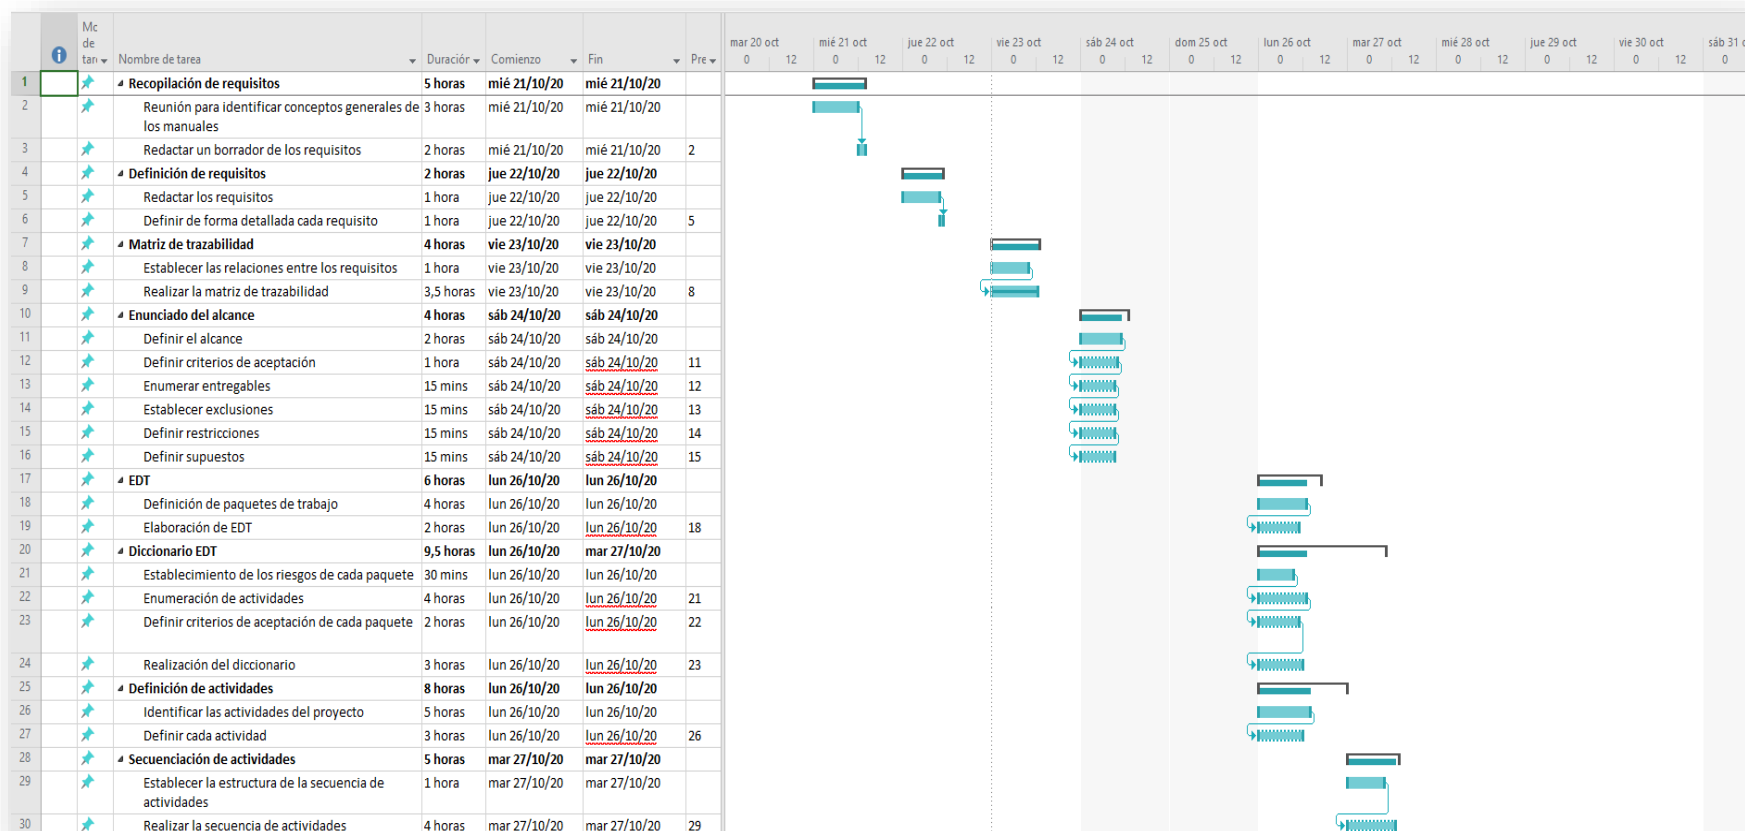 Mo
de
tare
Nombre de tarea Duración Comienzo Fin Pre
mar 20 oct mié 21 oct jue 22 oct vie 23 oct sáb 24 oct dom 25 oct lun 26 oct mar 27 oct mié 28 oct jue 29 oct vie 30 oct sáb 31 o
0 12 0 12 0 12 0 12 0 12 0 12 0 12 0 12 0 12 0 12 0 12 0
1 Recopilación de requisitos 5 horas mié 21/10/20 mié 21/10/20
2 Reunión para identificar conceptos generales de 3 horas mié 21/10/20 mié 21/10/20
los manuales
3 Redactar un borrador de los requisitos 2 horas mié 21/10/20 mié 21/10/20 2
4 Definición de requisitos 2 horas jue 22/10/20 jue 22/10/20
5 Redactar los requisitos 1 hora jue 22/10/20 jue 22/10/20
6 Definir de forma detallada cada requisito 1 hora jue 22/10/20 jue 22/10/20 5
7 Matriz de trazabilidad 4 horas vie 23/10/20 vie 23/10/20
8 Establecer las relaciones entre los requisitos 1 hora vie 23/10/20 vie 23/10/20
9 Realizar la matriz de trazabilidad 3,5 horas vie 23/10/20 vie 23/10/20 8
10 Enunciado del alcance 4 horas sáb 24/10/20 sáb 24/10/20
11 Definir el alcance 2 horas sáb 24/10/20 sáb 24/10/20
12 Definir criterios de aceptación 1 hora sáb 24/10/20 sáb 24/10/20 11
13 Enumerar entregables 15 mins sáb 24/10/20 sáb 24/10/20 12
14 Establecer exclusiones 15 mins sáb 24/10/20 sáb 24/10/20 13
15 Definir restricciones 15 mins sáb 24/10/20 sáb 24/10/20 14
16 Definir supuestos 15 mins sáb 24/10/20 sáb 24/10/20 15
17 EDT 6 horas lun 26/10/20 lun 26/10/20
18 Definición de paquetes de trabajo 4 horas lun 26/10/20 lun 26/10/20
19 Elaboración de EDT 2 horas lun 26/10/20 lun 26/10/20 18
20 Diccionario EDT 9,5 horas lun 26/10/20 mar 27/10/20
21 Establecimiento de los riesgos de cada paquete 30 mins lun 26/10/20 lun 26/10/20
22 Enumeración de actividades 4 horas lun 26/10/20 lun 26/10/20 21
23 Definir criterios de aceptación de cada paquete 2 horas lun 26/10/20 lun 26/10/20 22
24 Realización del diccionario 3 horas lun 26/10/20 lun 26/10/20 23
25 Definición de actividades 8 horas lun 26/10/20 lun 26/10/20
26 Identificar las actividades del proyecto 5 horas lun 26/10/20 lun 26/10/20
27 Definir cada actividad 3 horas lun 26/10/20 lun 26/10/20 26
28 Secuenciación de actividades 5 horas mar 27/10/20 mar 27/10/20
29 Establecer la estructura de la secuencia de 1 hora mar 27/10/20 mar 27/10/20
actividades
30 Realizar la secuencia de actividades 4 horas mar 27/10/20 mar 27/10/20 29